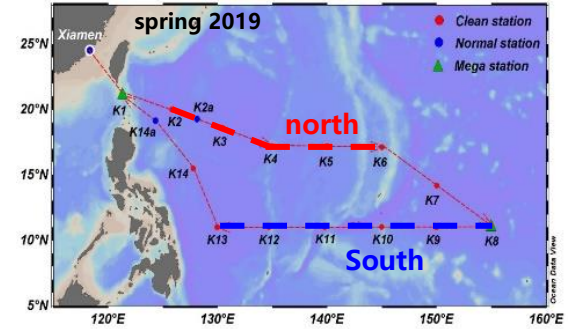 spring 2019
Clean station
Normal station
Mega station
25°N
20°N
15°N
10°N
5°N
Xiamen
K1
K2
K2a
K14a
K3
north
K4
K5
K6
K14
K7
K13
K12
K11
K10
K9
K8
South
120°E
130°E
140°E
150°E
160°E
Ocean Data View